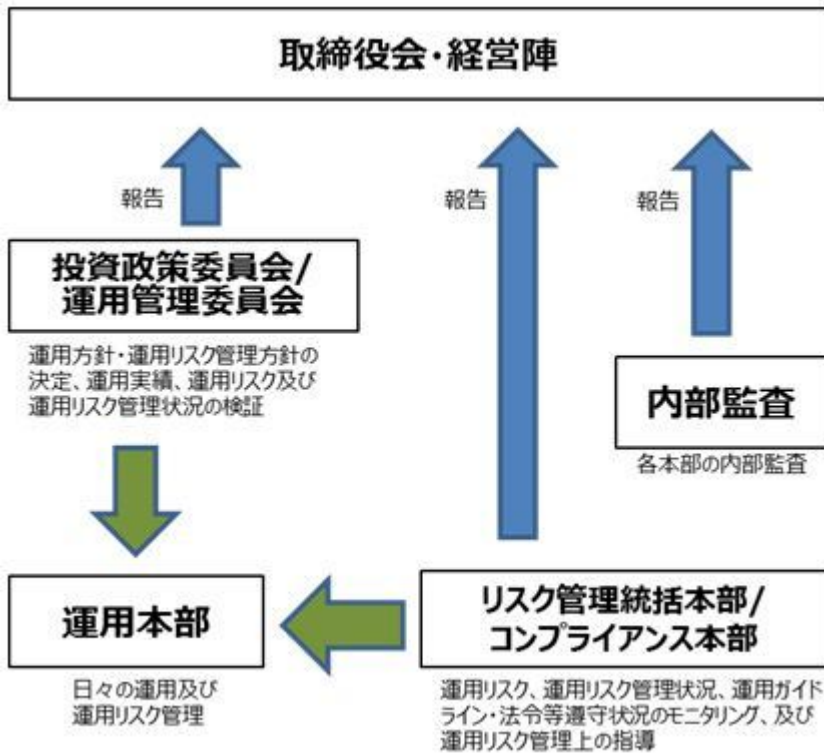 取締役会・経営陣
報告
報告
報告
投資政策委員会/
運用管理委員会
運用方針・運用リスク管理方針の
決定、運用実績、運用リスク及び
運用リスク管理状況の検証
内部監査
各本部の内部監査
運用本部
日々の運用及び
運用リスク管理
リスク管理統括本部/
コンプライアンス本部
運用リスク、運用リスク管理状況、運用ガイド
ライン・法令等遵守状況のモニタリング、及び
運用リスク管理上の指導